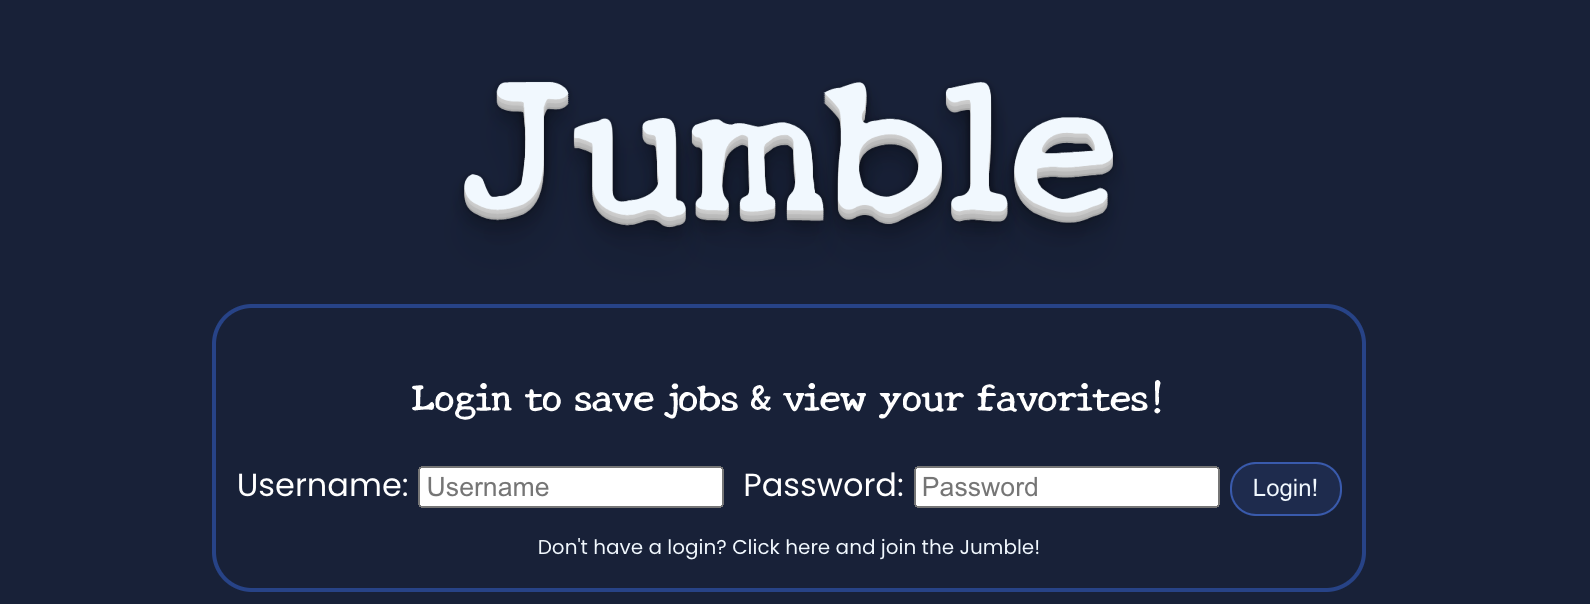 Jumble
Login to save jobs & view your favorites!
Username: Username Password: Password Login!
Don't have a login? Click here and join the Jumble!